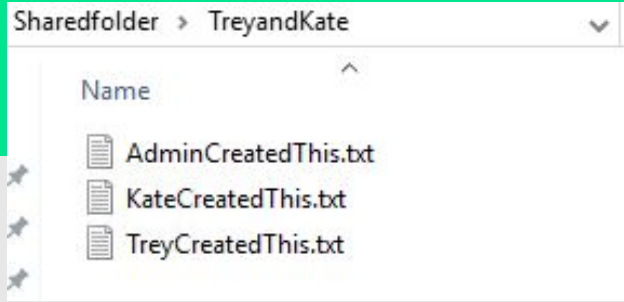 Sharedfolder > TreyandKate
Name
AdminCreatedThis.txt
KateCreatedThis.txt
TreyCreatedThis.txt